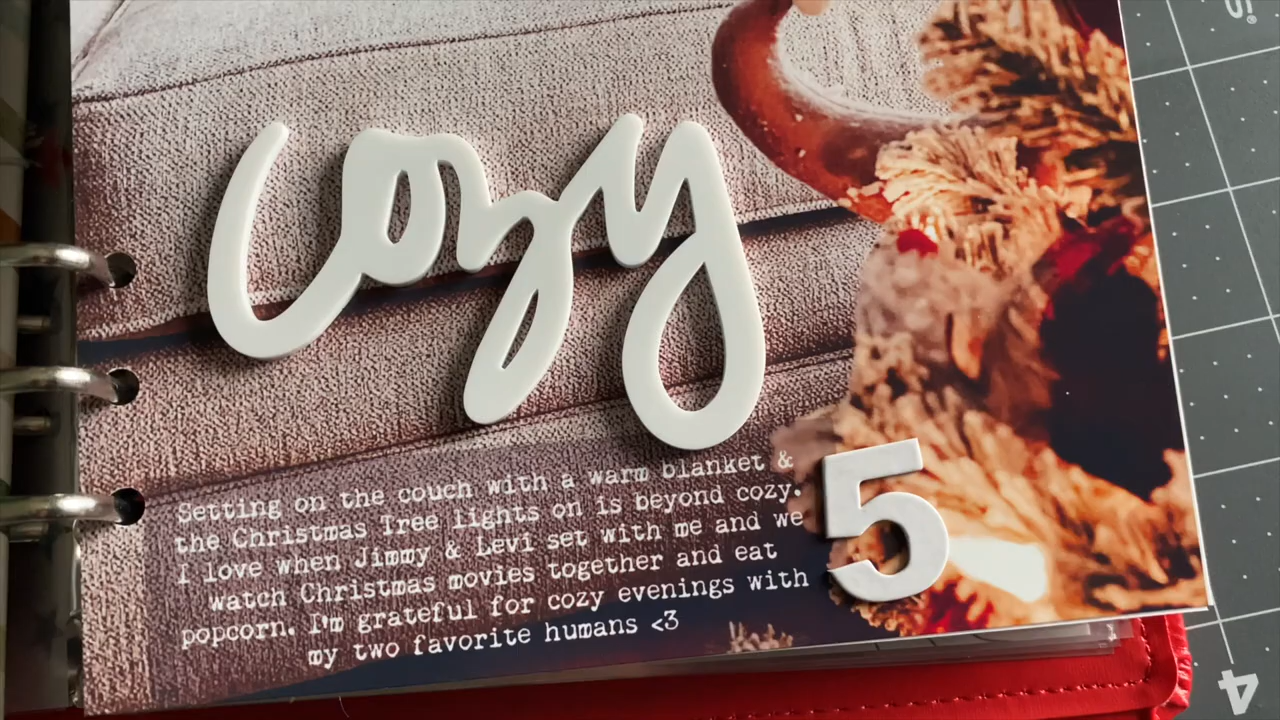 cozy
Setting on the couch with a warm blanket &
the Christmas Tree lights on is beyond cozy.
I love when Jimmy & Levi set with me and we
watch Christmas movies together and eat
popcorn. I'm grateful for cozy evenings with
my two favorite humans <3
5
4